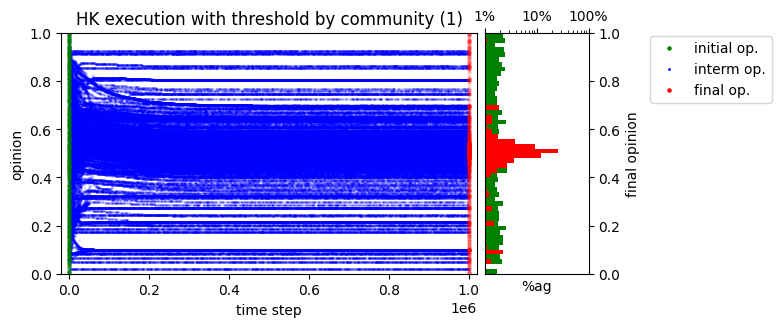 HK execution with threshold by community (1)
1% 10% 100%
initial op.
interm op.
final op.
opinion
1.0
0.8
0.6
0.4
0.2
0.0
1.0
0.8
0.6
0.4
0.2
0.0
final opinion
0.0 0.2 0.4 0.6 0.8 1.0
%ag
time step
1e6